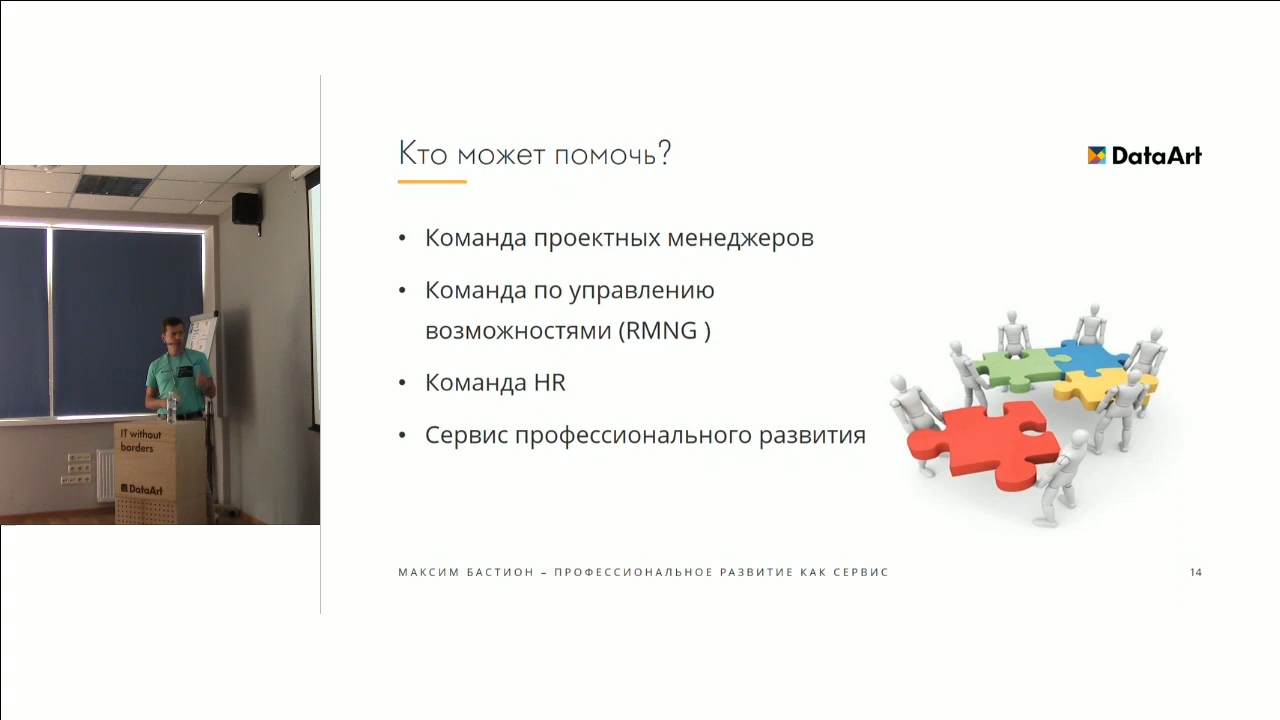 Кто может помочь?
DataArt
• Команда проектных менеджеров
• Команда по управлению
возможностями (RMNG )
• Команда HR
• Сервис профессионального развития
IT without
borders
DataArt
МАКСИМ БАСТИОН – ПРОФЕССИОНАЛЬНОЕ РАЗВИТИЕ КАК СЕРВИС
14